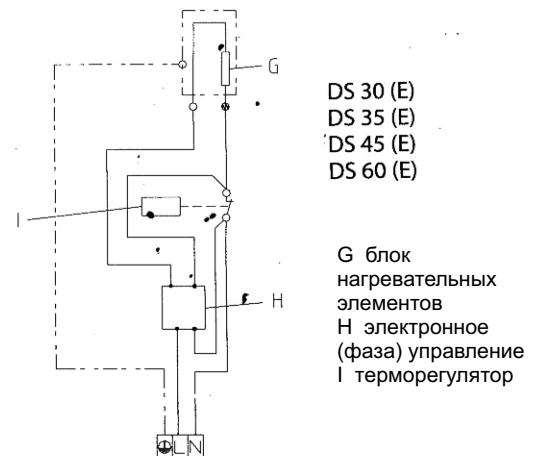 G
DS 30 (E)
DS 35 (E)
DS 45 (E)
DS 60 (E)
I
H
G блок
нагревательных
элементов
H электронное
(фаза) управление
I терморегулятор
L N